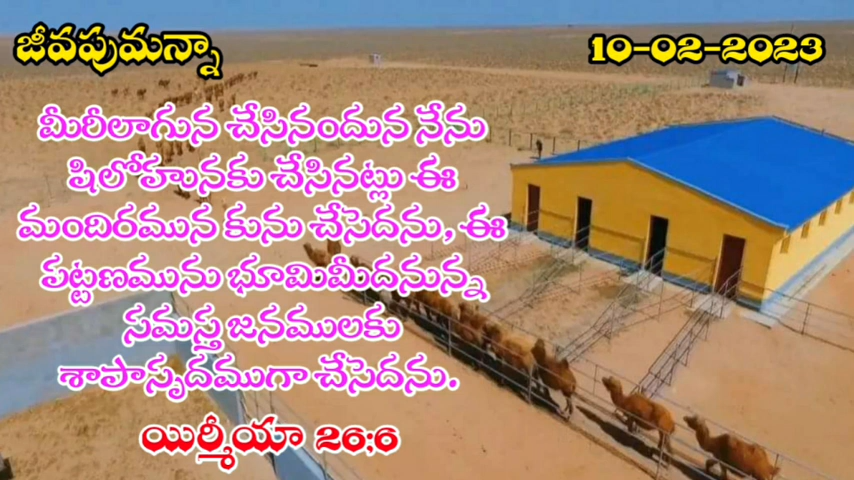 జీవపుమన్నా
10-02-2023
మీరీలాగున చేసినందున నేను
షిలోహునకు చేసినట్లు ఈ
మందిరమున కును చేసెదను, ఈ
పట్టణమును భూమిమీదనున్న
సమస్త జనములకు
శాపాస్పదముగా చేసెదను.
యిర్మీయా 26;6